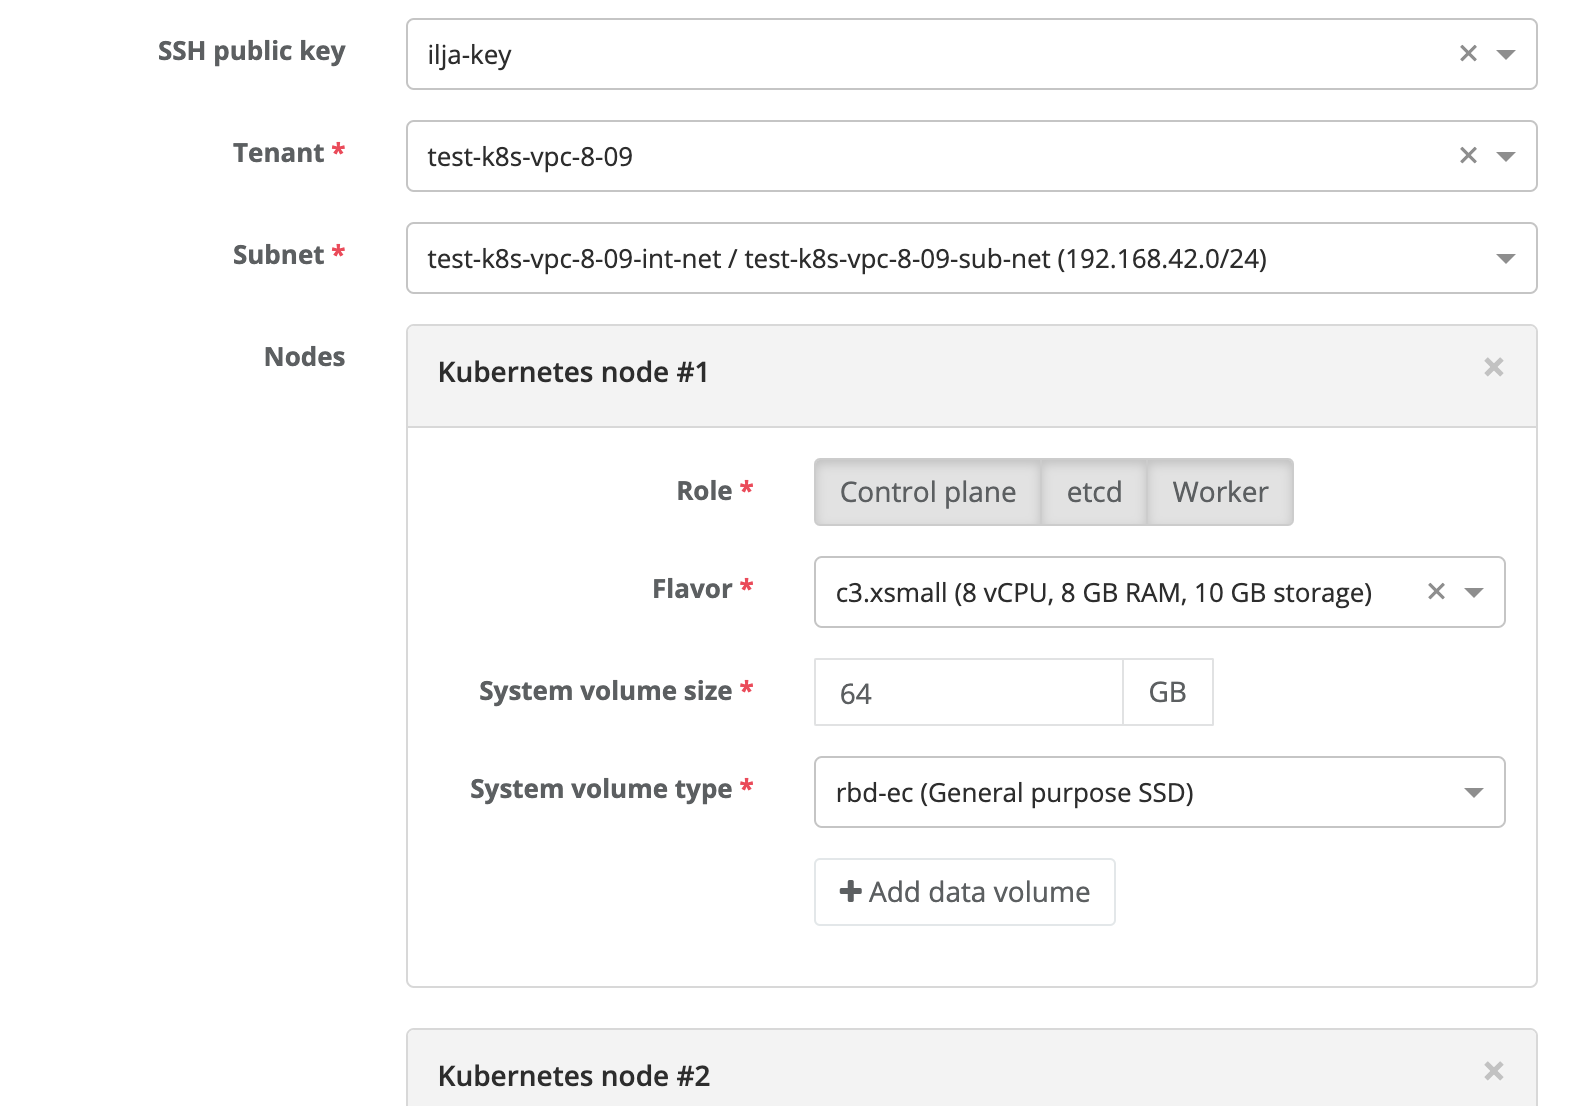 SSH public key
ilja-key
Tenant *
test-k8s-vpc-8-09
Subnet *
test-k8s-vpc-8-09-int-net / test-k8s-vpc-8-09-sub-net (192.168.42.0/24)
Nodes
Kubernetes node #1
Role *
Control plane etcd Worker
Flavor *
c3.xsmall (8 vCPU, 8 GB RAM, 10 GB storage)
System volume size *
64 GB
System volume type *
rbd-ec (General purpose SSD)
Add data volume
Kubernetes node #2